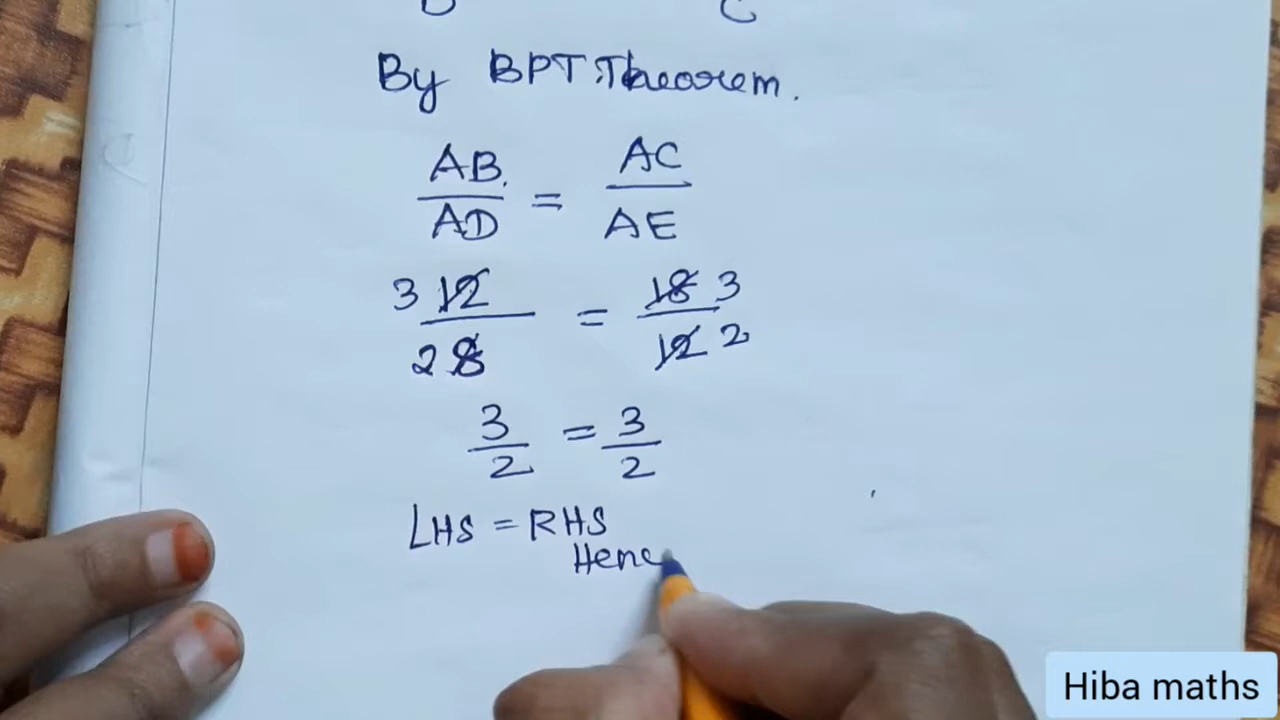 B C
By BPT Theorem.
AB/AD = AC/AE
3 12/2 8 = 18 3/12 2
3/2 = 3/2
LHS = RHS
Henc
Hiba maths